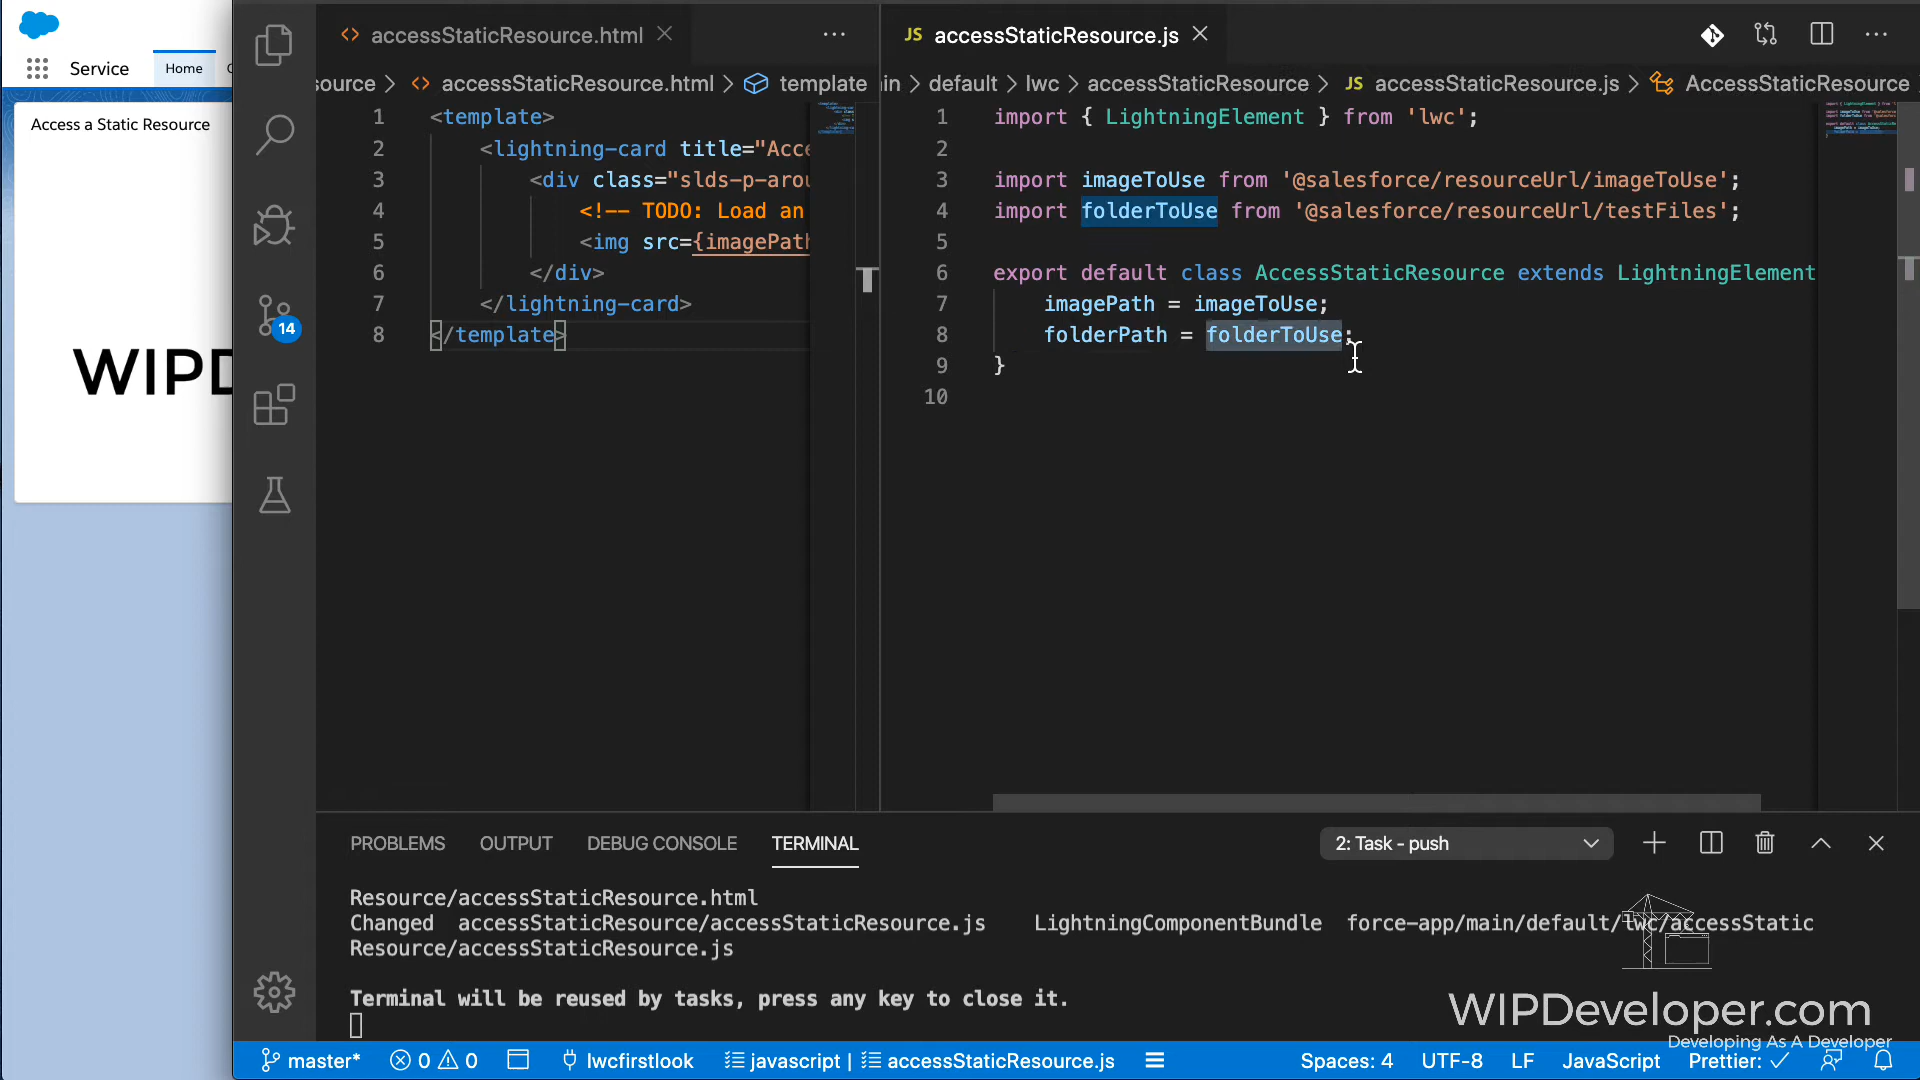 Service
Home
Access a Static Resource
WIPD
accessStaticResource.html
source > accessStaticResource.html > template
1 <template>
2 <lightning-card title="Acce
3 <div class="slds-p-arou
4 <!-- TODO: Load an
5 <img src={imagePath
6 </div>
7 </lightning-card>
8 </template>
JS accessStaticResource.js
in > default > lwc > accessStaticResource > JS accessStaticResource.js > AccessStaticResource
1 import { LightningElement } from 'lwc';
2
3 import imageToUse from '@salesforce/resourceUrl/imageToUse';
4 import folderToUse from '@salesforce/resourceUrl/testFiles';
5
6 export default class AccessStaticResource extends LightningElement
7 imagePath = imageToUse;
8 folderPath = folderToUse;
9 }
10
14
PROBLEMS OUTPUT DEBUG CONSOLE TERMINAL 2: Task - push
Resource/accessStaticResource.html
Changed accessStaticResource/accessStaticResource.js LightningComponentBundle force-app/main/default/lwc/accessStatic
Resource/accessStaticResource.js
Terminal will be reused by tasks, press any key to close it.
WIPDeveloper.com
Developing As A Developer
master* 0 0 lwcfirstlook javascript | accessStaticResource.js Spaces: 4 UTF-8 LF JavaScript Prettier: ✓